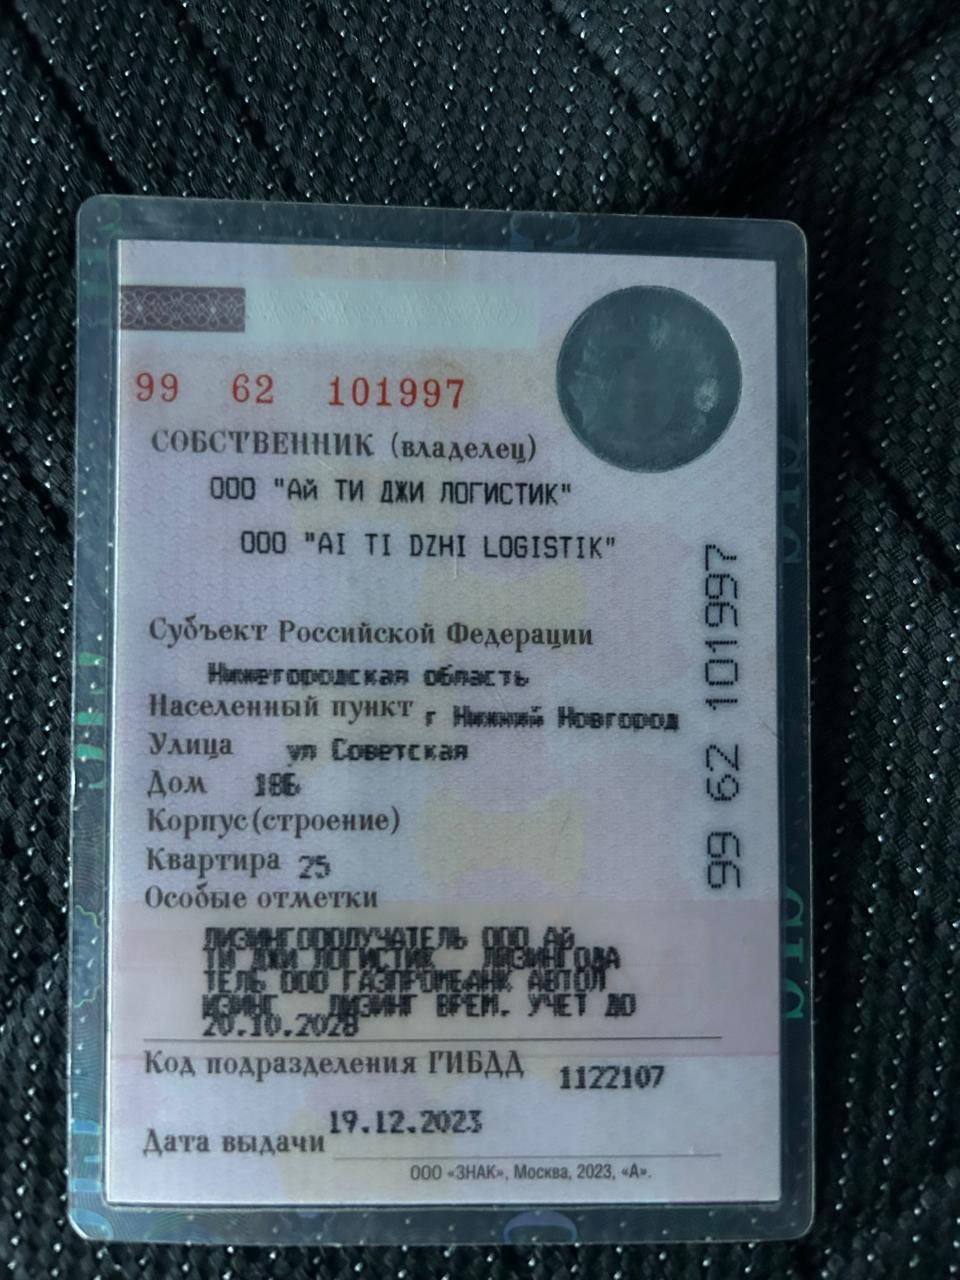 99 62 101997
СОБСТВЕННИК (владелец)
ООО "Ай ТИ ДЖИ ЛОГИСТИК"
ООО "AI TI DZHI LOGISTIK"
Субъект Российской Федерации
Нижегородская область
Населенный пункт г Нижний Новгород
Улица ул Советская
Дом 18Б
Корпус(строение)
Квартира 25
Особые отметки
ЛИЗИНГОПОЛУЧАТЕЛЬ ООО Ай
ТИ ДЖИ ЛОГИСТИК ЛИЗИНГОДА
ТЕЛЬ ООО ГАЗПРОМБАНК АВТОЛ
ИЗИНГ ЛИЗИНГ ВРЕМ. УЧЕТ ДО
20.10.2028
Код подразделения ГИБДД 1122107
Дата выдачи 19.12.2023
ООО «ЗНАК», Москва, 2023, «А».
99 62 101997